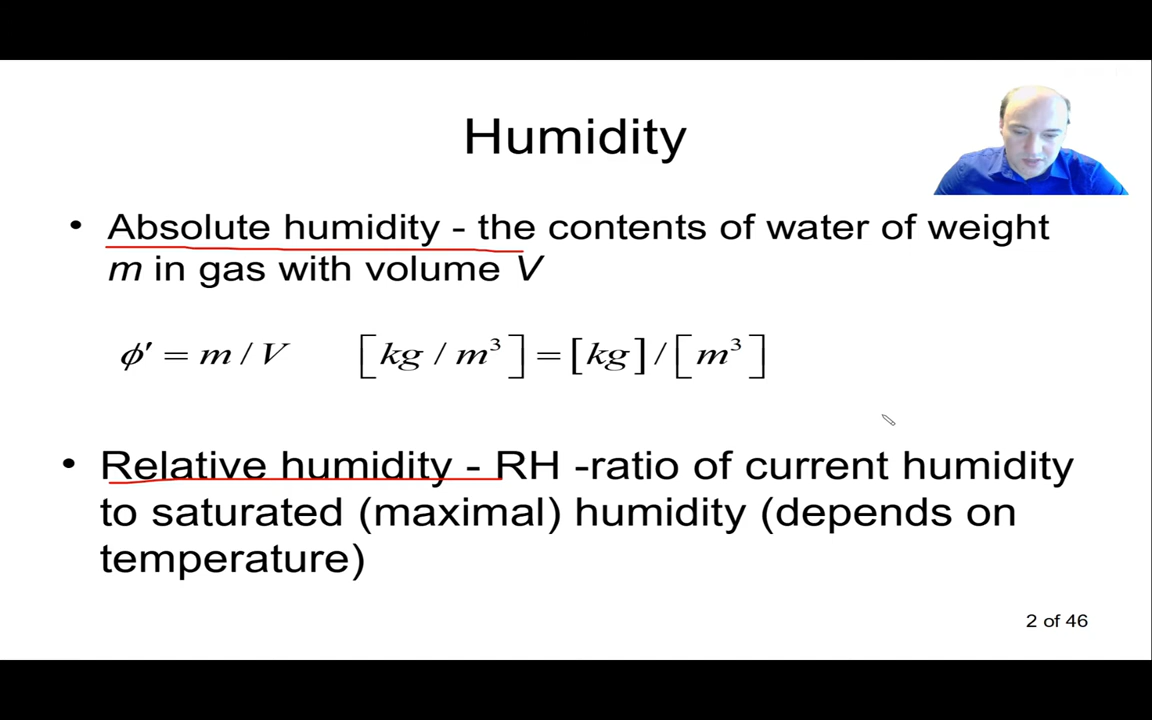 Humidity
• Absolute humidity - the contents of water of weight
m in gas with volume V
ϕ′ = m / V [kg / m³] = [kg] / [m³]
• Relative humidity - RH -ratio of current humidity
to saturated (maximal) humidity (depends on
temperature)
2 of 46